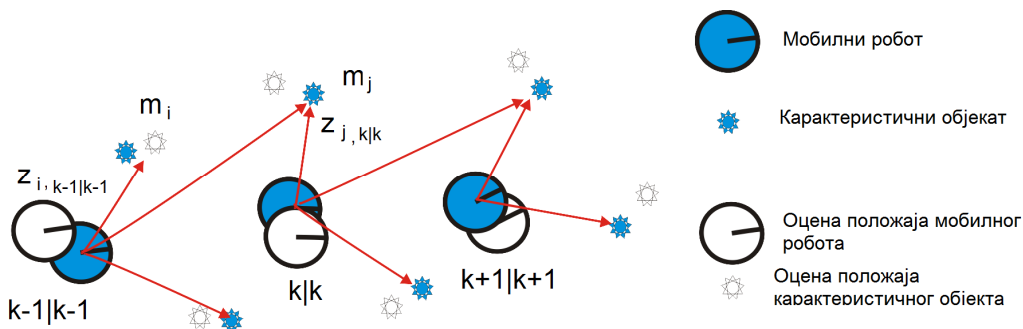 m i
m j
z i, k-1|k-1
z j, k|k
k-1|k-1
k|k
k+1|k+1
Мобилни робот
Карактеристични објекат
Оцена положаја мобилног
робота
Оцена положаја
карактеристичног објекта